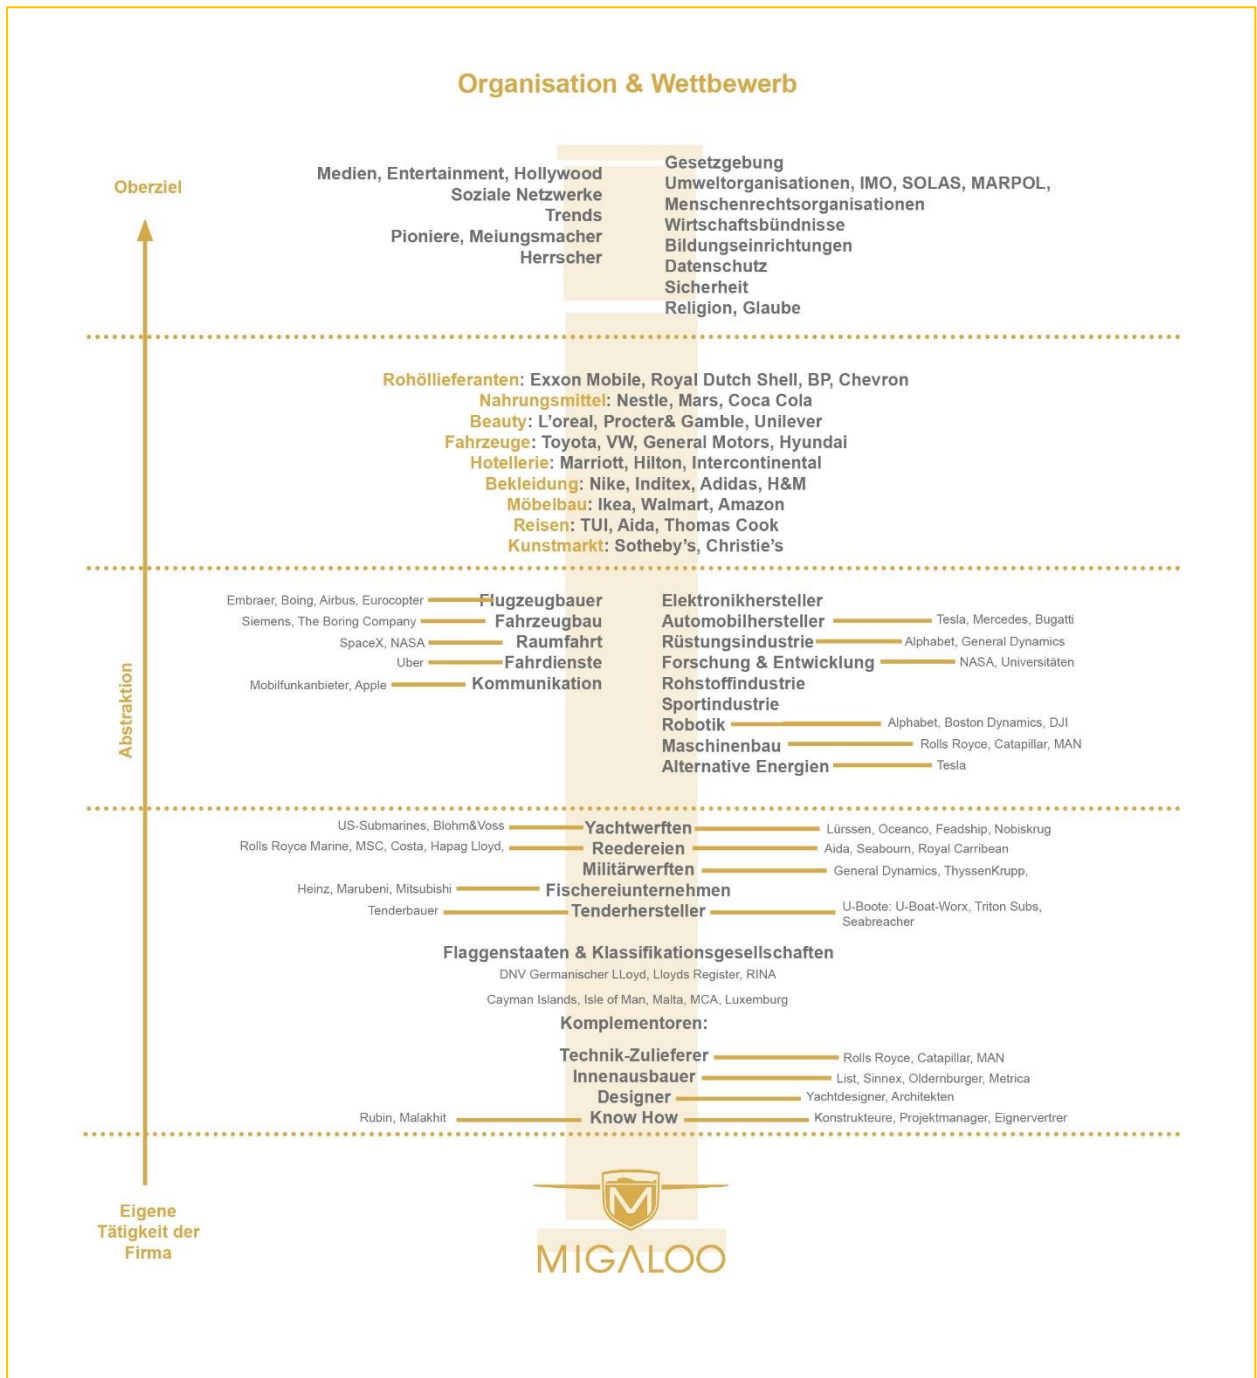 Organisation & Wettbewerb
Oberziel
Medien, Entertainment, Hollywood
Soziale Netzwerke
Trends
Pioniere, Meiungsmacher
Herrscher
Gesetzgebung
Umweltorganisationen, IMO, SOLAS, MARPOL,
Menschenrechtsorganisationen
Wirtschaftsbündnisse
Bildungseinrichtungen
Datenschutz
Sicherheit
Religion, Glaube
Rohöllieferanten: Exxon Mobile, Royal Dutch Shell, BP, Chevron
Nahrungsmittel: Nestle, Mars, Coca Cola
Beauty: L'oreal, Procter& Gamble, Unilever
Fahrzeuge: Toyota, VW, General Motors, Hyundai
Hotellerie: Marriott, Hilton, Intercontinental
Bekleidung: Nike, Inditex, Adidas, H&M
Möbelbau: Ikea, Walmart, Amazon
Reisen: TUI, Aida, Thomas Cook
Kunstmarkt: Sotheby's, Christie's
Abstraktion
Embraer, Boing, Airbus, Eurocopter Flugzeugbauer
Siemens, The Boring Company Fahrzeugbau
SpaceX, NASA Raumfahrt
Uber Fahrdienste
Mobilfunkanbieter, Apple Kommunikation
Elektronikhersteller
Automobilhersteller Tesla, Mercedes, Bugatti
Rüstungsindustrie Alphabet, General Dynamics
Forschung & Entwicklung NASA, Universitäten
Rohstoffindustrie
Sportindustrie
Robotik Alphabet, Boston Dynamics, DJI
Maschinenbau Rolls Royce, Catapillar, MAN
Alternative Energien Tesla
US-Submarines, Blohm&Voss Yachtwerften Lürssen, Oceanco, Feadship, Nobiskrug
Rolls Royce Marine, MSC, Costa, Hapag Lloyd, Reedereien Aida, Seabourn, Royal Carribean
Militärwerften General Dynamics, ThyssenKrupp,
Heinz, Marubeni, Mitsubishi Fischereiunternehmen
Tenderbauer Tenderhersteller U-Boote: U-Boat-Worx, Triton Subs,
Seabreacher
Flaggenstaaten & Klassifikationsgesellschaften
DNV Germanischer LLoyd, Lloyds Register, RINA
Cayman Islands, Isle of Man, Malta, MCA, Luxemburg
Komplementoren:
Technik-Zulieferer Rolls Royce, Catapillar, MAN
Innenausbauer List, Sinnex, Oldernburger, Metrica
Designer Yachtdesigner, Architekten
Rubin, Malakhit Know How Konstrukteure, Projektmanager, Eignervertrer
Eigene
Tätigkeit der
Firma
M
MIGALOO